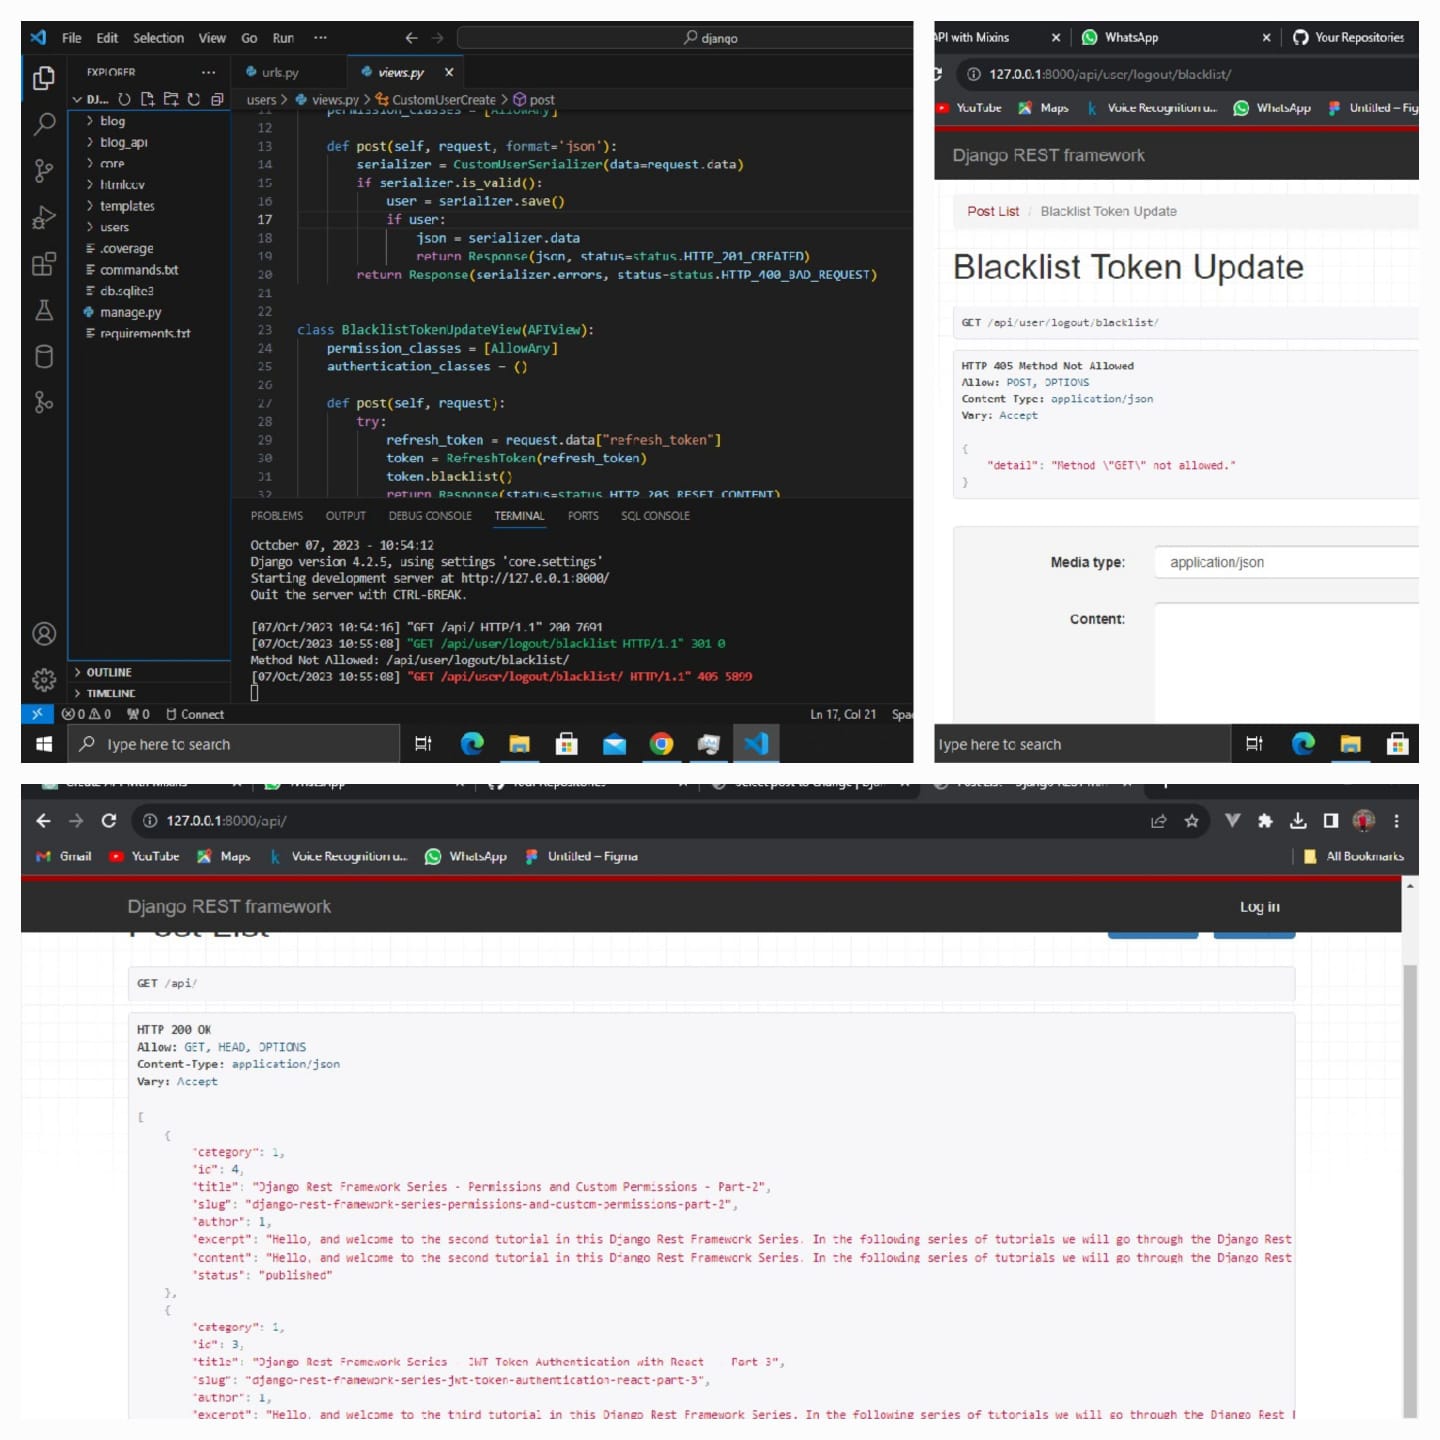 File Edit Selection View Go Run ···
django
EXPLORER ···
DJ...
blog
blog_api
core
htmlcov
templates
users
.coverage
commands.txt
db.sqlite3
manage.py
requirements.txt
OUTLINE
TIMELINE
urls.py
views.py
users > views.py > CustomUserCreate > post
11 permission_classes = [AllowAny]
12
13 def post(self, request, format='json'):
14 serializer = CustomUserSerializer(data=request.data)
15 if serializer.is_valid():
16 user = serializer.save()
17 if user:
18 json = serializer.data
19 return Response(json, status=status.HTTP_201_CREATED)
20 return Response(serializer.errors, status=status.HTTP_400_BAD_REQUEST)
21
22
23 class BlacklistTokenUpdateView(APIView):
24 permission_classes = [AllowAny]
25 authentication_classes = ()
26
27 def post(self, request):
28 try:
29 refresh_token = request.data["refresh_token"]
30 token = RefreshToken(refresh_token)
31 token.blacklist()
32 return Response(status=status.HTTP_205_RESET_CONTENT)
PROBLEMS OUTPUT DEBUG CONSOLE TERMINAL PORTS SQL CONSOLE
October 07, 2023 - 10:54:12
Django version 4.2.5, using settings 'core.settings'
Starting development server at http://127.0.0.1:8000/
Quit the server with CTRL-BREAK.
[07/Oct/2023 10:54:16] "GET /api/ HTTP/1.1" 200 7691
[07/Oct/2023 10:55:08] "GET /api/user/logout/blacklist HTTP/1.1" 301 0
Method Not Allowed: /api/user/logout/blacklist/
[07/Oct/2023 10:55:08] "GET /api/user/logout/blacklist/ HTTP/1.1" 405 5899
0 0 0 Connect
Ln 17, Col 21 Spac
Type here to search
API with Mixins WhatsApp Your Repositories
127.0.0.1:8000/api/user/logout/blacklist/
YouTube Maps Voice Recognition u... WhatsApp Untitled – Fig
Django REST framework
Post List / Blacklist Token Update
Blacklist Token Update
GET /api/user/logout/blacklist/
HTTP 405 Method Not Allowed
Allow: POST, OPTIONS
Content-Type: application/json
Vary: Accept
{
"detail": "Method \"GET\" not allowed."
}
Media type: application/json
Content:
Type here to search
Create API with Mixins WhatsApp Your Repositories Select post to change | Dja Post List – Django REST
127.0.0.1:8000/api/
Gmail YouTube Maps Voice Recognition u... WhatsApp Untitled – Figma All Bookmarks
Django REST framework Log in
Post List
GET /api/
HTTP 200 OK
Allow: GET, HEAD, OPTIONS
Content-Type: application/json
Vary: Accept
[
{
"category": 1,
"id": 4,
"title": "Django Rest Framework Series - Permissions and Custom Permissions - Part-2",
"slug": "django-rest-framework-series-permissions-and-custom-permissions-part-2",
"author": 1,
"excerpt": "Hello, and welcome to the second tutorial in this Django Rest Framework Series. In the following series of tutorials we will go through the Django Rest
"content": "Hello, and welcome to the second tutorial in this Django Rest Framework Series. In the following series of tutorials we will go through the Django Rest
"status": "published"
},
{
"category": 1,
"id": 3,
"title": "Django Rest Framework Series - JWT Token Authentication with React - Part 3",
"slug": "django-rest-framework-series-jwt-token-authentication-react-part-3",
"author": 1,
"excerpt": "Hello, and welcome to the third tutorial in this Django Rest Framework Series. In the following series of tutorials we will go through the Django Rest